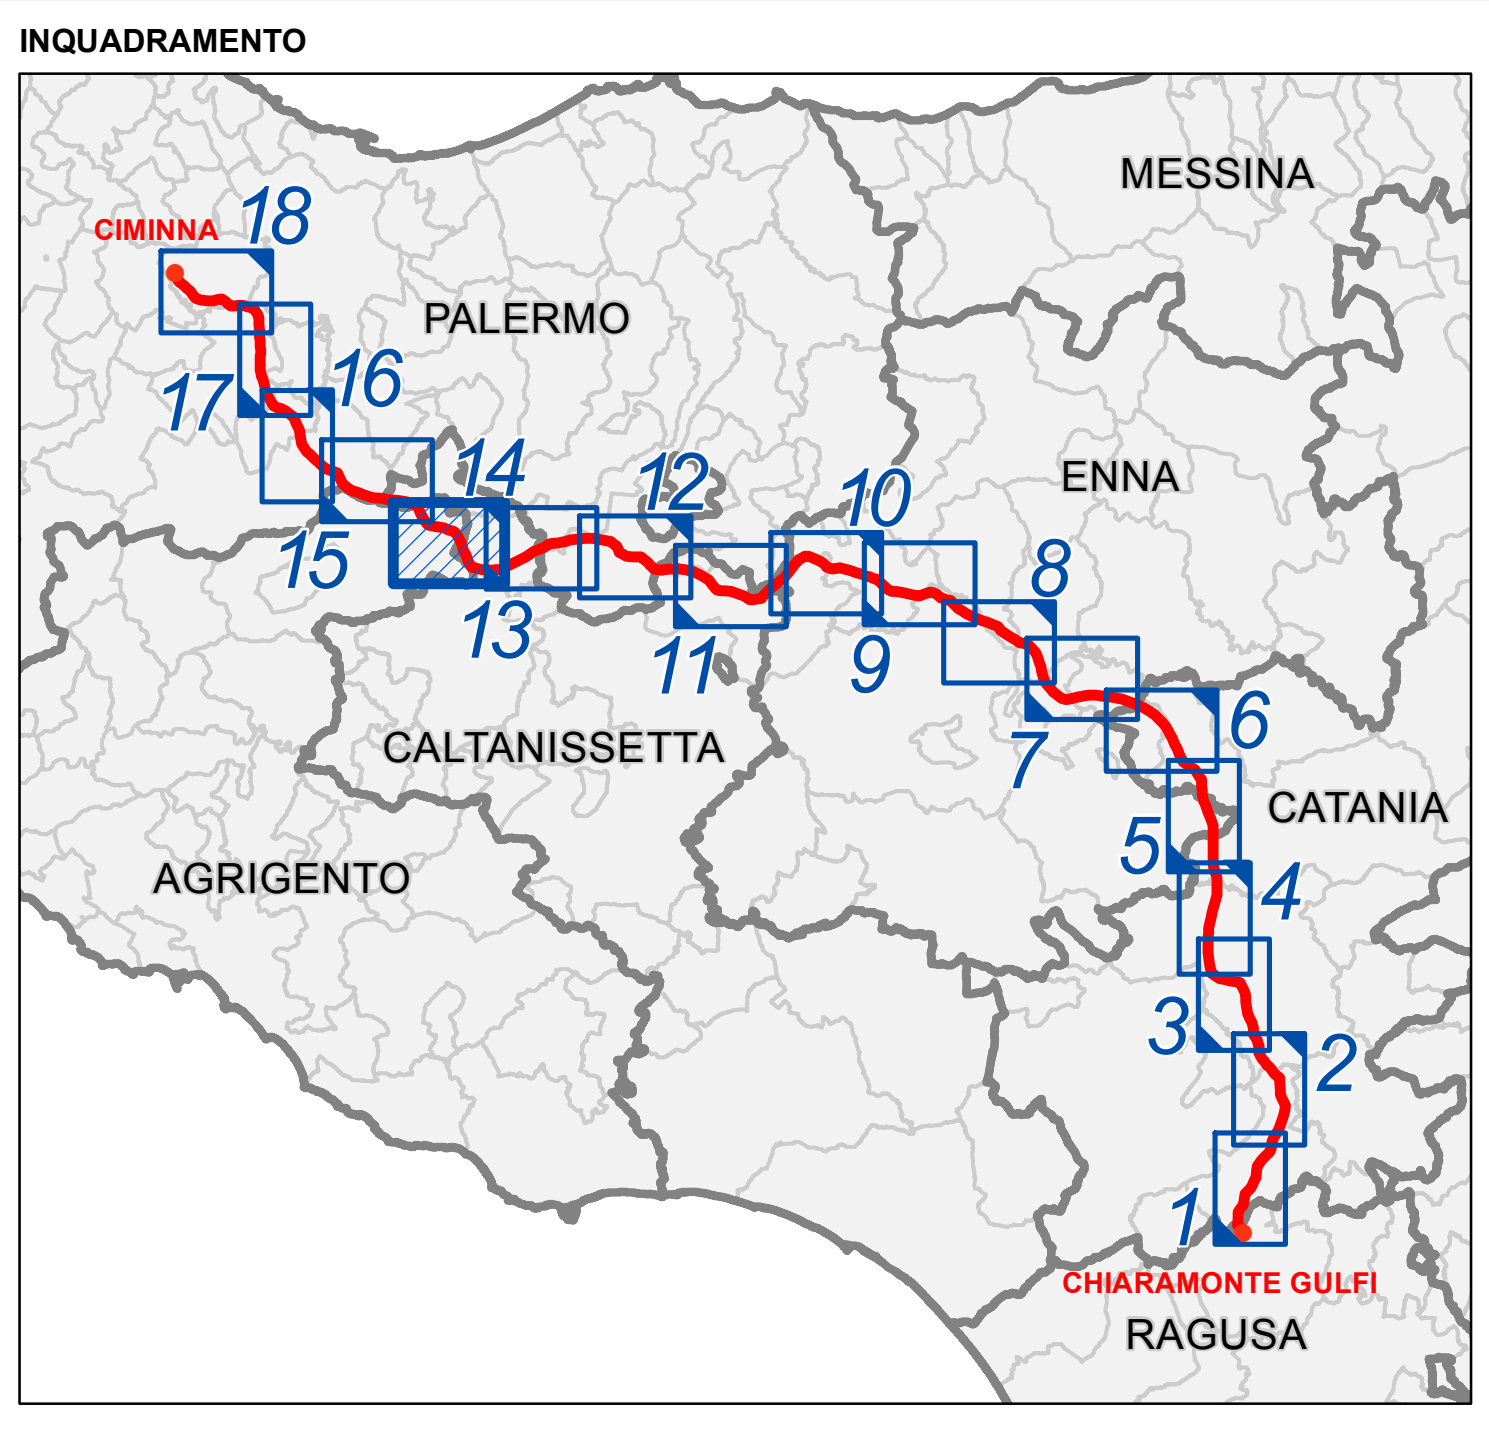 INQUADRAMENTO
MESSINA
18
CIMINNA
PALERMO
16
17
14
12
10
ENNA
15
8
13
11
9
6
CALTANISSETTA
7
CATANIA
5
AGRIGENTO
4
3
2
1
CHIARAMONTE GULFI
RAGUSA